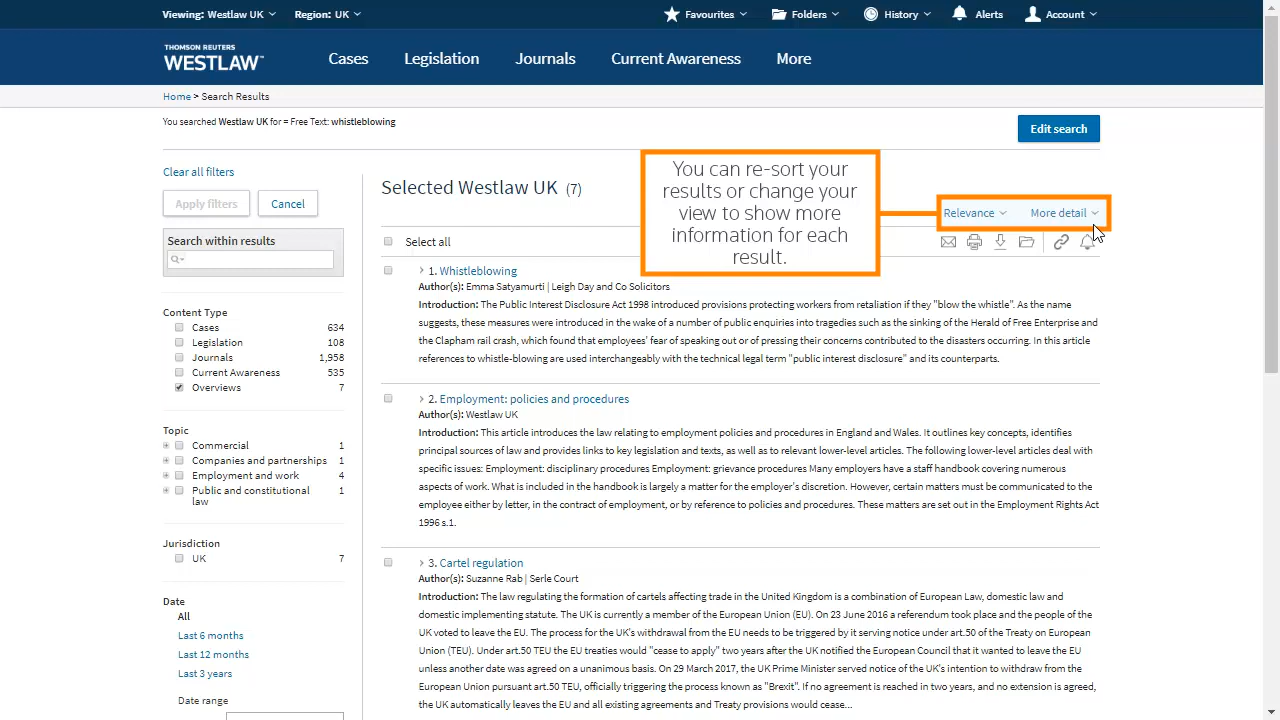 Viewing: Westlaw UK
Region: UK
Favourites
Folders
History
Alerts
Account
THOMSON REUTERS
WESTLAW™
Cases
Legislation
Journals
Current Awareness
More
Home > Search Results
You searched Westlaw UK for = Free Text: whistleblowing
Edit search
Clear all filters
Apply filters
Cancel
Search within results
Content Type
Cases 634
Legislation 108
Journals 1,958
Current Awareness 535
Overviews 7
Topic
Commercial 1
Companies and partnerships 1
Employment and work 4
Public and constitutional 1
law
Jurisdiction
UK 7
Date
All
Last 6 months
Last 12 months
Last 3 years
Date range
Selected Westlaw UK (7)
You can re-sort your
results or change your
view to show more
information for each
result.
Relevance
More detail
Select all
1. Whistleblowing
Author(s): Emma Satyamurti | Leigh Day and Co Solicitors
Introduction: The Public Interest Disclosure Act 1998 introduced provisions protecting workers from retaliation if they "blow the whistle". As the name
suggests, these measures were introduced in the wake of a number of public enquiries into tragedies such as the sinking of the Herald of Free Enterprise and
the Clapham rail crash, which found that employees' fear of speaking out or of pressing their concerns contributed to the disasters occurring. In this article
references to whistle-blowing are used interchangeably with the technical legal term "public interest disclosure" and its counterparts.
2. Employment: policies and procedures
Author(s): Westlaw UK
Introduction: This article introduces the law relating to employment policies and procedures in England and Wales. It outlines key concepts, identifies
principal sources of law and provides links to key legislation and texts, as well as to relevant lower-level articles. The following lower-level articles deal with
specific issues: Employment: disciplinary procedures Employment: grievance procedures Many employers have a staff handbook covering numerous
aspects of work. What is included in the handbook is largely a matter for the employer's discretion. However, certain matters must be communicated to the
employee either by letter, in the contract of employment, or by reference to policies and procedures. These matters are set out in the Employment Rights Act
1996 s.1.
3. Cartel regulation
Author(s): Suzanne Rab | Serle Court
Introduction: The law regulating the formation of cartels affecting trade in the United Kingdom is a combination of European Law, domestic law and
domestic implementing statute. The UK is currently a member of the European Union (EU). On 23 June 2016 a referendum took place and the people of the
UK voted to leave the EU. The process for the UK's withdrawal from the EU needs to be triggered by it serving notice under art.50 of the Treaty on European
Union (TEU). Under art.50 TEU the EU treaties would "cease to apply" two years after the UK notified the European Council that it wanted to leave the EU
unless another date was agreed on a unanimous basis. On 29 March 2017, the UK Prime Minister served notice of the UK's intention to withdraw from the
European Union pursuant art.50 TEU, officially triggering the process known as "Brexit". If no agreement is reached in two years, and no extension is agreed,
the UK automatically leaves the EU and all existing agreements and Treaty provisions would cease...